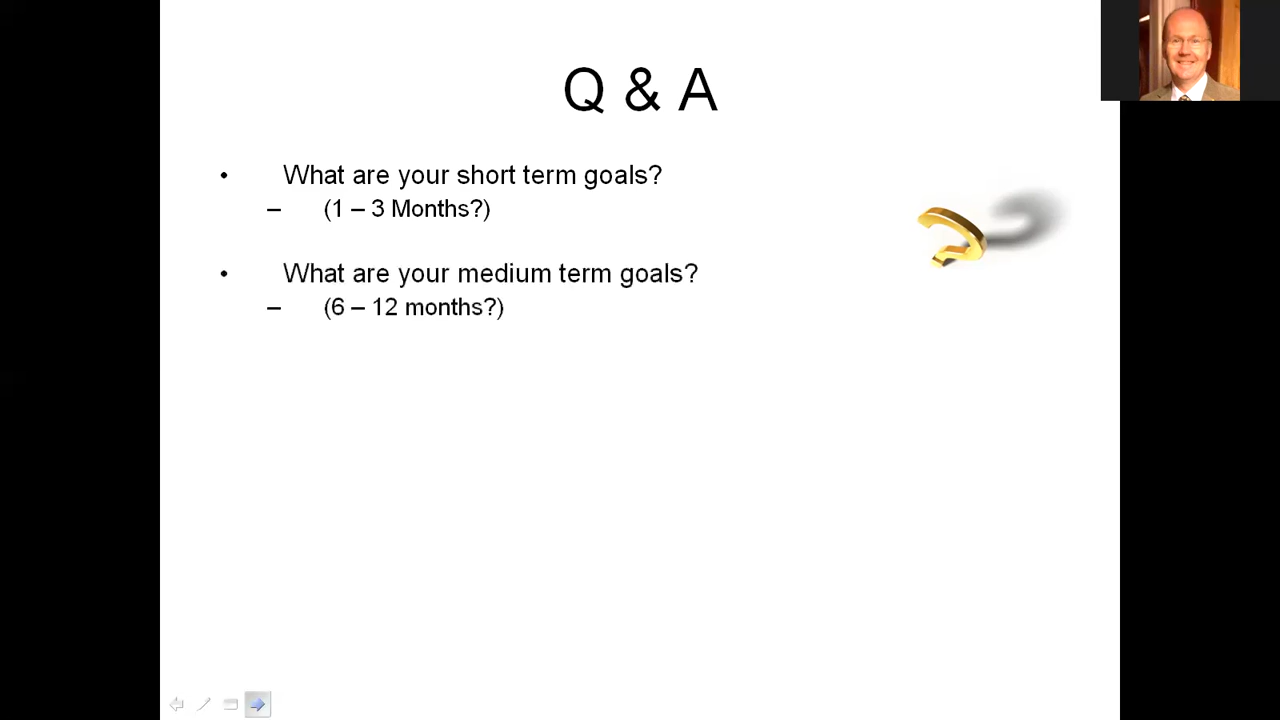 Q & A
• What are your short term goals?
– (1 – 3 Months?)
• What are your medium term goals?
– (6 – 12 months?)